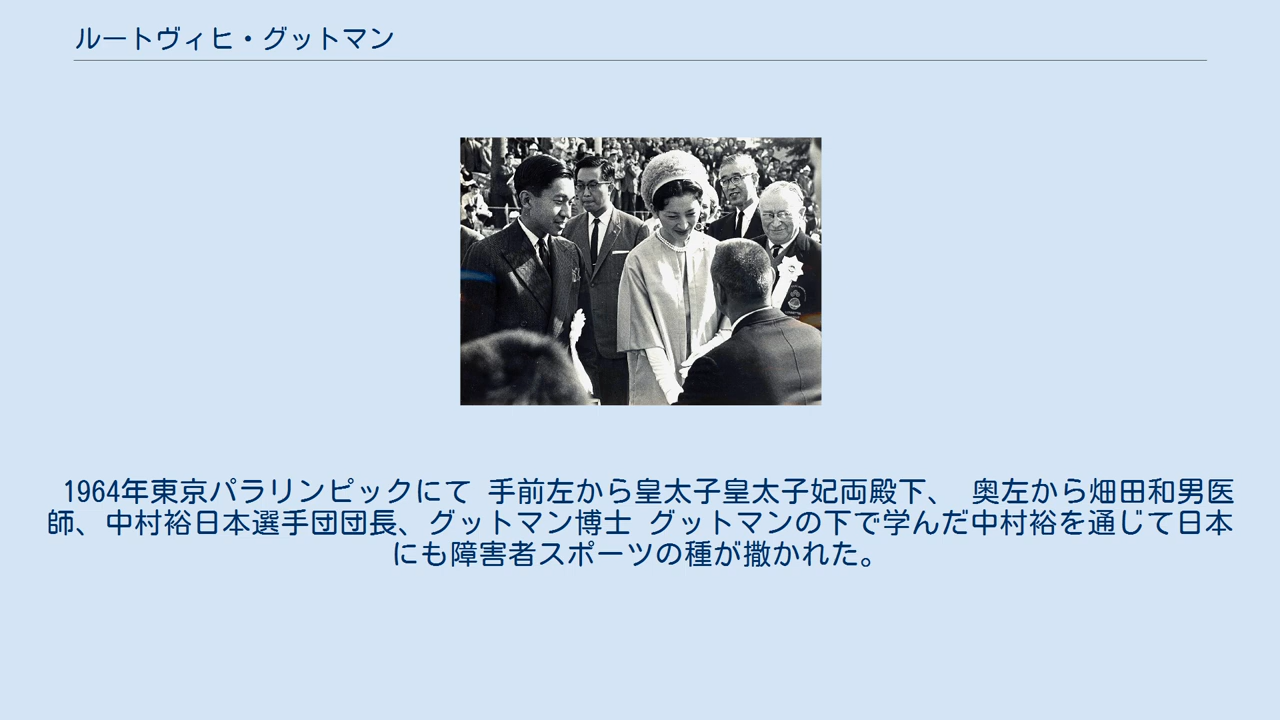 ルートヴィヒ・グットマン
1964年東京パラリンピックにて 手前左から皇太子皇太子妃両殿下、 奥左から畑田和男医
師、中村裕日本選手団団長、グットマン博士 グットマンの下で学んだ中村裕を通じて日本
にも障害者スポーツの種が撒かれた。